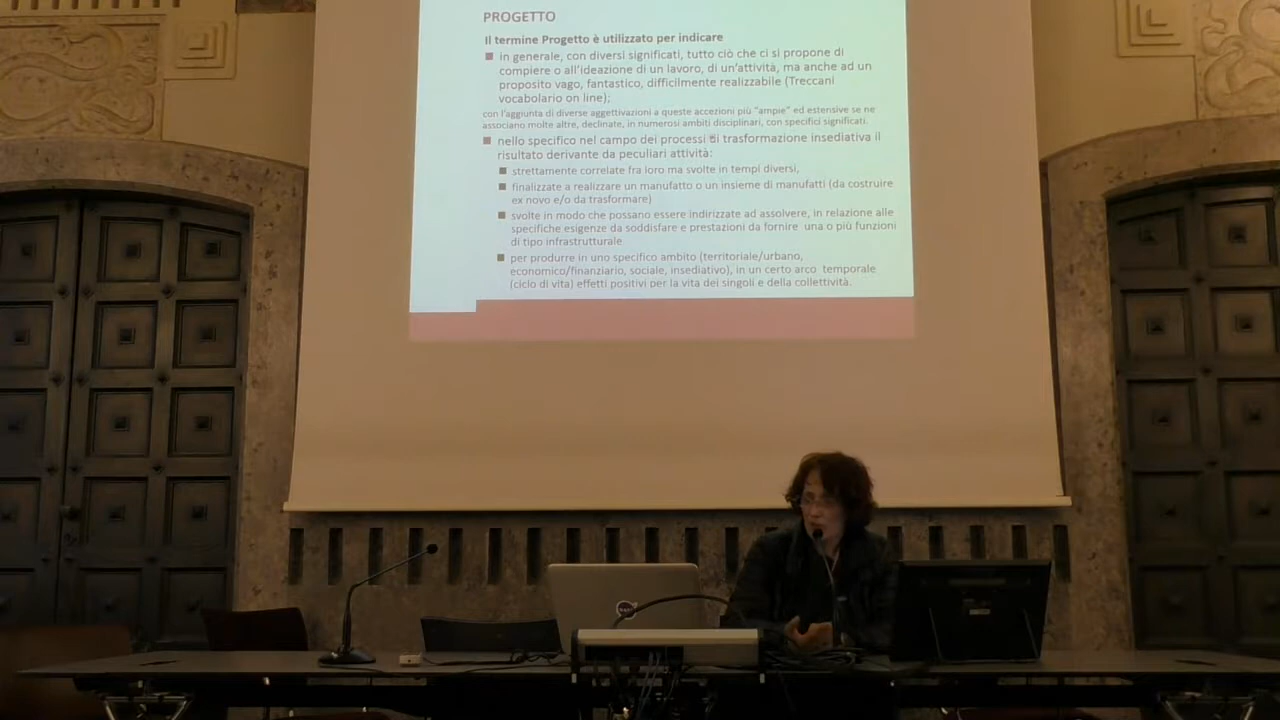 PROGETTO
Il termine Progetto è utilizzato per indicare
in generale, con diversi significati, tutto ciò che ci si propone di
compiere o all'ideazione di un lavoro, di un'attività, ma anche ad un
proposito vago, fantastico, difficilmente realizzabile (Treccani
vocabolario on line);
con l'aggiunta di diverse aggettivazioni a queste accezioni più "ampie" ed estensive se ne
associano molte altre, declinate, in numerosi ambiti disciplinari, con specifici significati.
nello specifico nel campo dei processi di trasformazione insediativa il
risultato derivante da peculiari attività:
strettamente correlate fra loro ma svolte in tempi diversi,
finalizzate a realizzare un manufatto o un insieme di manufatti (da costruire
ex novo e/o da trasformare)
svolte in modo che possano essere indirizzate ad assolvere, in relazione alle
specifiche esigenze da soddisfare e prestazioni da fornire una o più funzioni
di tipo infrastrutturale
per produrre in uno specifico ambito (territoriale/urbano,
economico/finanziario, sociale, insediativo), in un certo arco temporale
(ciclo di vita) effetti positivi per la vita dei singoli e della collettività.